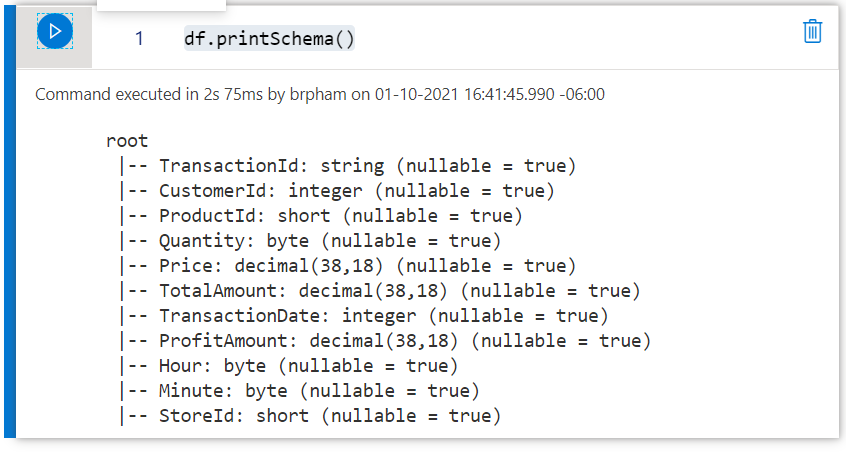 1 df.printSchema()
Command executed in 2s 75ms by brpham on 01-10-2021 16:41:45.990 -06:00
root
|-- TransactionId: string (nullable = true)
|-- CustomerId: integer (nullable = true)
|-- ProductId: short (nullable = true)
|-- Quantity: byte (nullable = true)
|-- Price: decimal(38,18) (nullable = true)
|-- TotalAmount: decimal(38,18) (nullable = true)
|-- TransactionDate: integer (nullable = true)
|-- ProfitAmount: decimal(38,18) (nullable = true)
|-- Hour: byte (nullable = true)
|-- Minute: byte (nullable = true)
|-- StoreId: short (nullable = true)